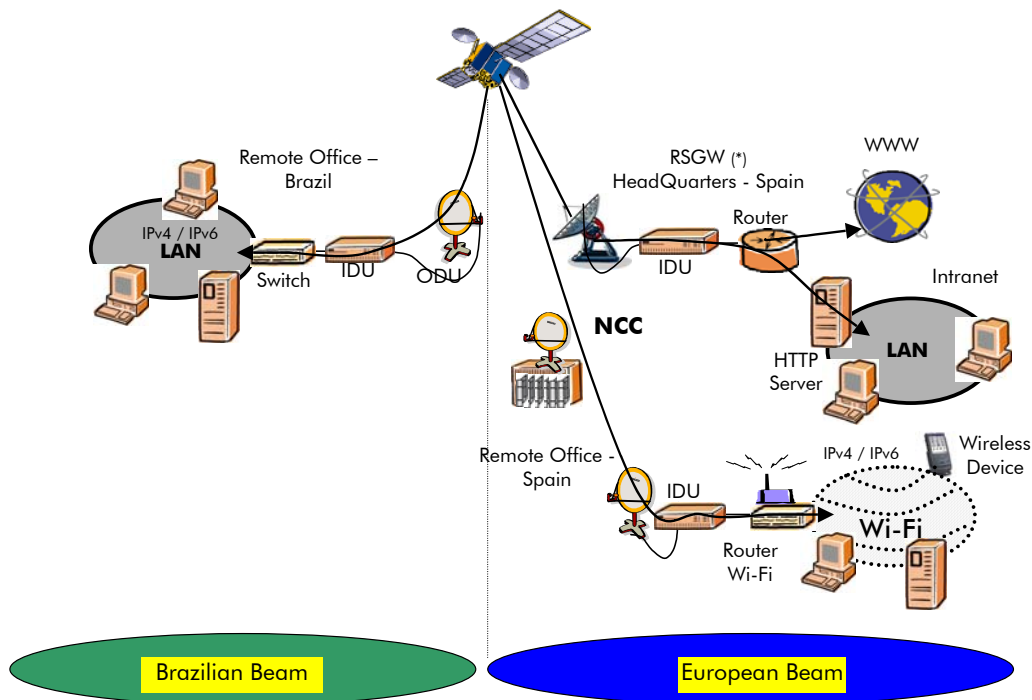 Remote Office –
Brazil
IPv4 / IPv6
LAN
Switch
IDU
ODU
RSGW (*)
HeadQuarters - Spain
WWW
Router
IDU
Intranet
NCC
HTTP
Server
LAN
Remote Office -
Spain
IDU
IPv4 / IPv6
Wireless
Device
Wi-Fi
Router
Wi-Fi
Brazilian Beam
European Beam